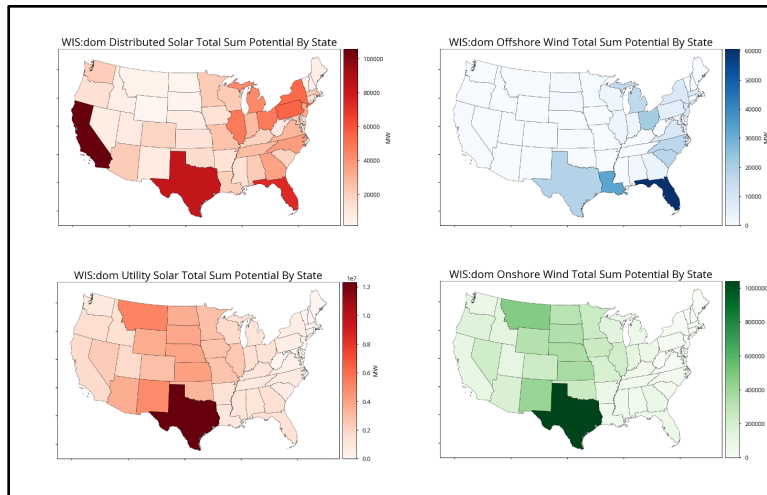 WIS:dom Distributed Solar Total Sum Potential By State
100000
80000
60000
40000
20000
MW
WIS:dom Offshore Wind Total Sum Potential By State
60000
50000
40000
30000
20000
10000
0
MW
WIS:dom Utility Solar Total Sum Potential By State
1e7
1.2
1.0
0.8
0.6
0.4
0.2
0.0
MW
WIS:dom Onshore Wind Total Sum Potential By State
1000000
800000
600000
400000
200000
0
MW